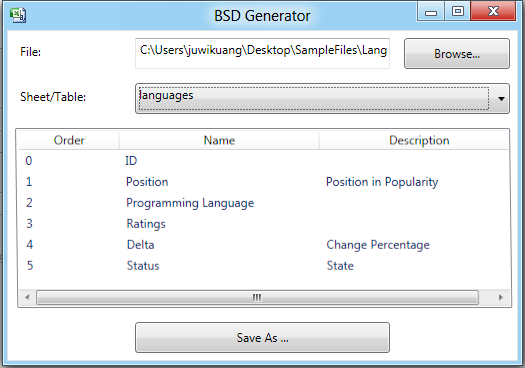 BSD Generator
File: C:\Users\juwikuang\Desktop\SampleFiles\Lang Browse...
Sheet/Table: languages
Order Name Description
0 ID
1 Position Position in Popularity
2 Programming Language
3 Ratings
4 Delta Change Percentage
5 Status State
Save As ...